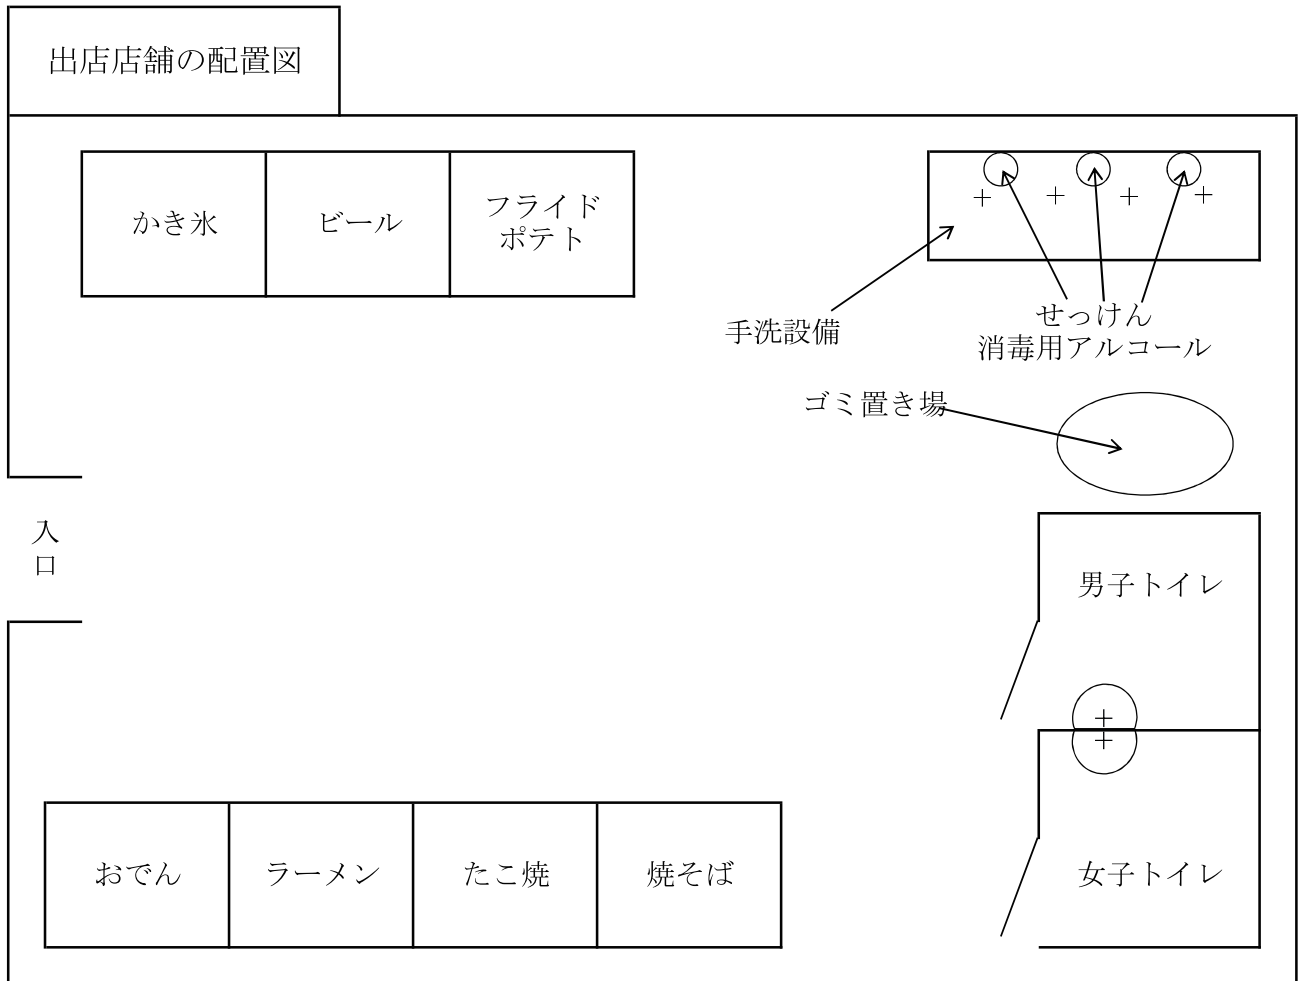 出店店舗の配置図
かき氷
ビール
フライド
ポテト
手洗設備
せっけん
消毒用アルコール
ゴミ置き場
入
口
男子トイレ
おでん
ラーメン
たこ焼
焼そば
女子トイレ